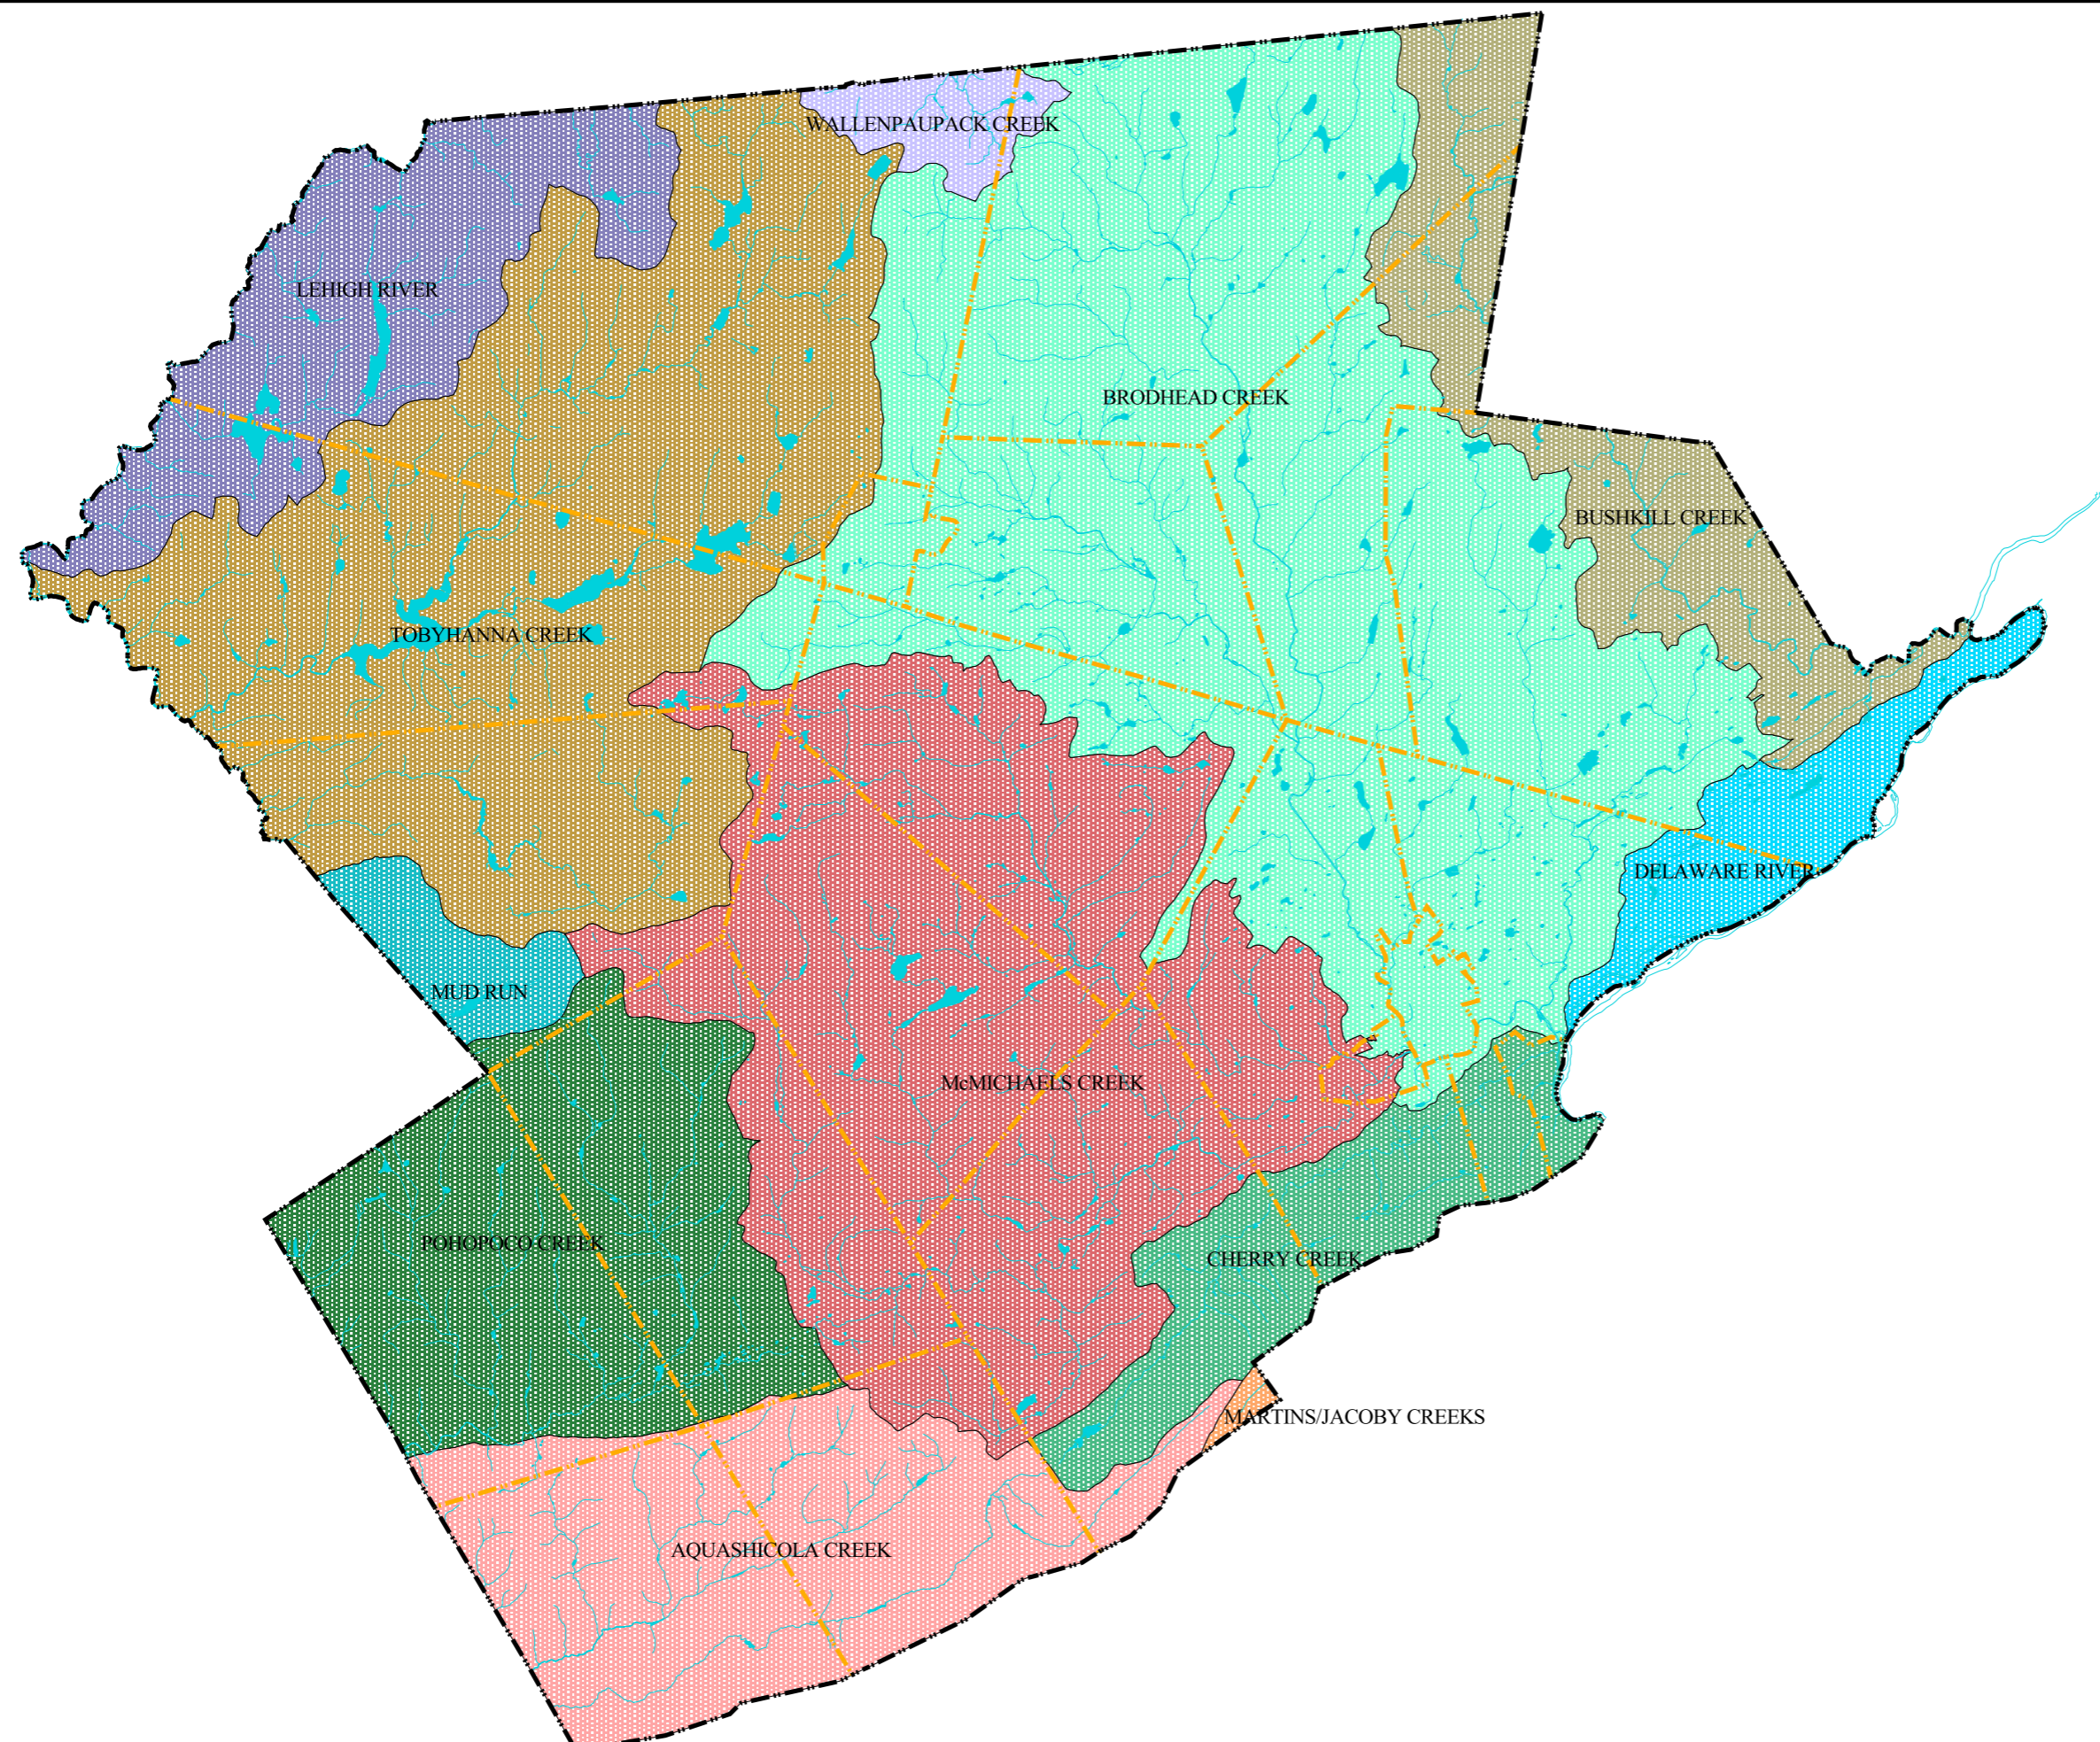 WALLENPAUPACK CREEK
LEHIGH RIVER
BRODHEAD CREEK
BUSHKILL CREEK
TOBYHANNA CREEK
DELAWARE RIVER
MUD RUN
McMICHAELS CREEK
POHOPOCO CREEK
CHERRY CREEK
MARTINS/JACOBY CREEKS
AQUASHICOLA CREEK